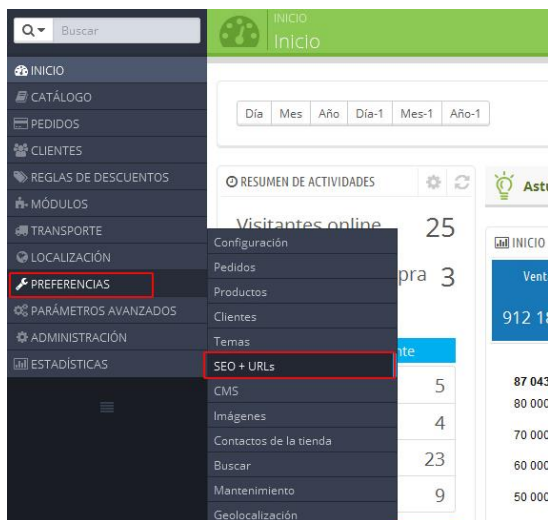 Buscar
INICIO
Inicio
INICIO
CATÁLOGO
PEDIDOS
CLIENTES
REGLAS DE DESCUENTOS
MÓDULOS
TRANSPORTE
LOCALIZACIÓN
PREFERENCIAS
PARÁMETROS AVANZADOS
ADMINISTRACIÓN
ESTADÍSTICAS
Configuración
Pedidos
Productos
Clientes
Temas
SEO + URLs
CMS
Imágenes
Contactos de la tienda
Buscar
Mantenimiento
Geolocalización
Día Mes Año Día-1 Mes-1 Año-1
RESUMEN DE ACTIVIDADES
Visitantes online 25
pra 3
nte
5
4
23
9
Astu
INICIO
Vent
912 18
87 043
80 000
70 000
60 000
50 000